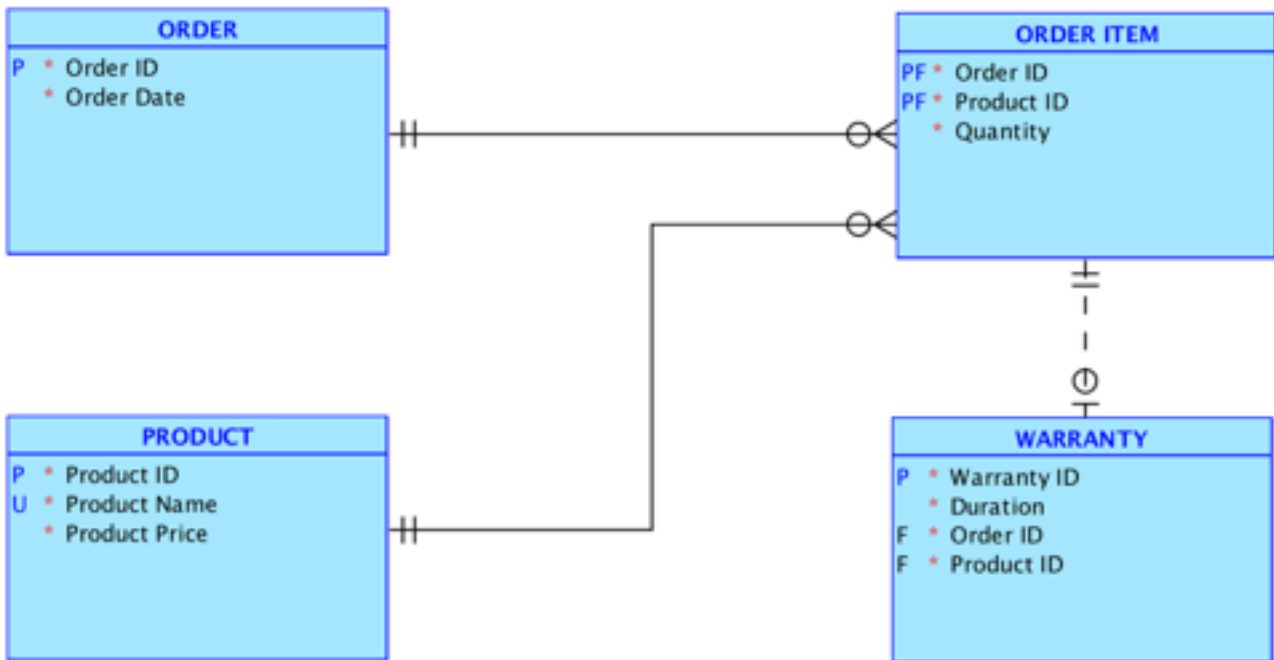 ORDER
P * Order ID
* Order Date
ORDER ITEM
PF * Order ID
PF * Product ID
* Quantity
PRODUCT
P * Product ID
U * Product Name
* Product Price
WARRANTY
P * Warranty ID
* Duration
F * Order ID
F * Product ID